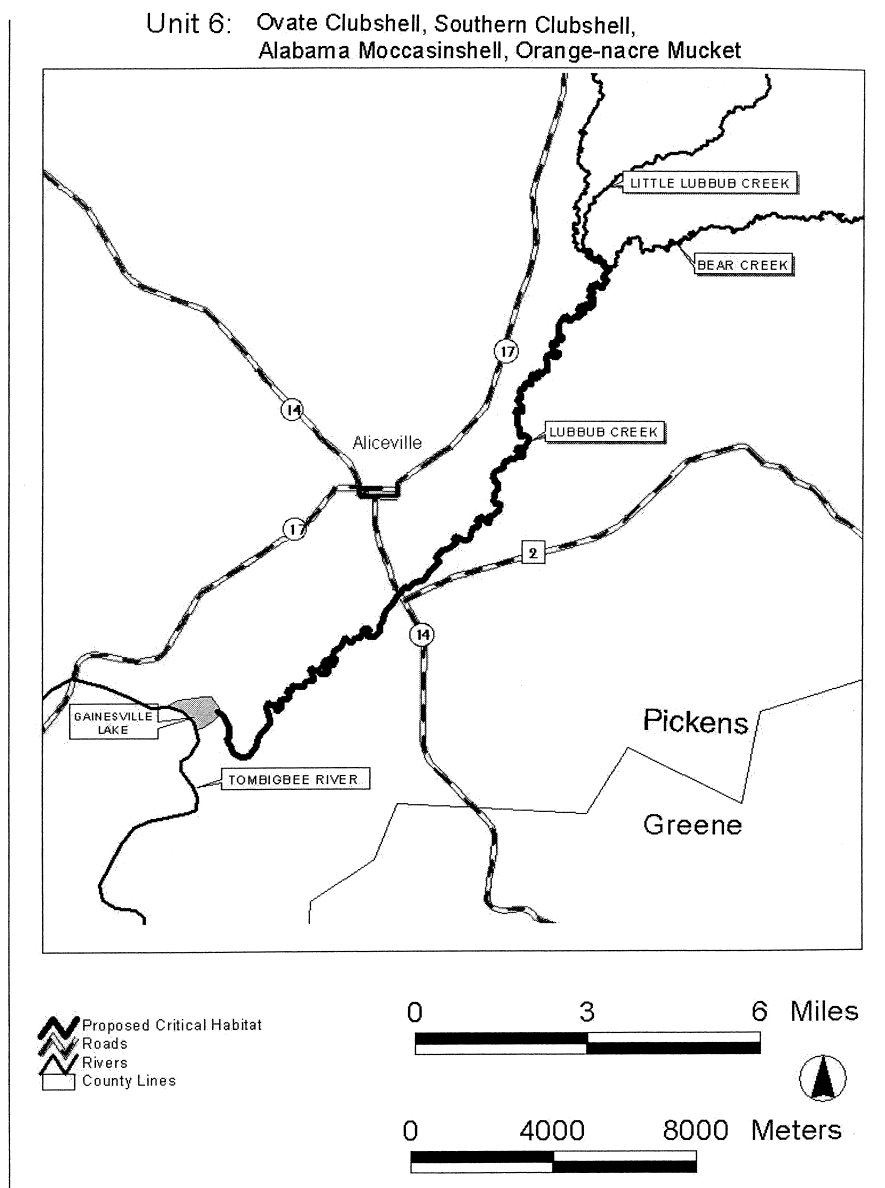 Unit 6: Ovate Clubshell, Southern Clubshell,
Alabama Moccasinshell, Orange-nacre Mucket
LITTLE LUBBUB CREEK
BEAR CREEK
17
14
Aliceville
LUBBUB CREEK
17
2
14
GAINESVILLE
LAKE
Pickens
TOMBIGBEE RIVER
Greene
Proposed Critical Habitat
Roads
Rivers
County Lines
0 3 6 Miles
0 4000 8000 Meters